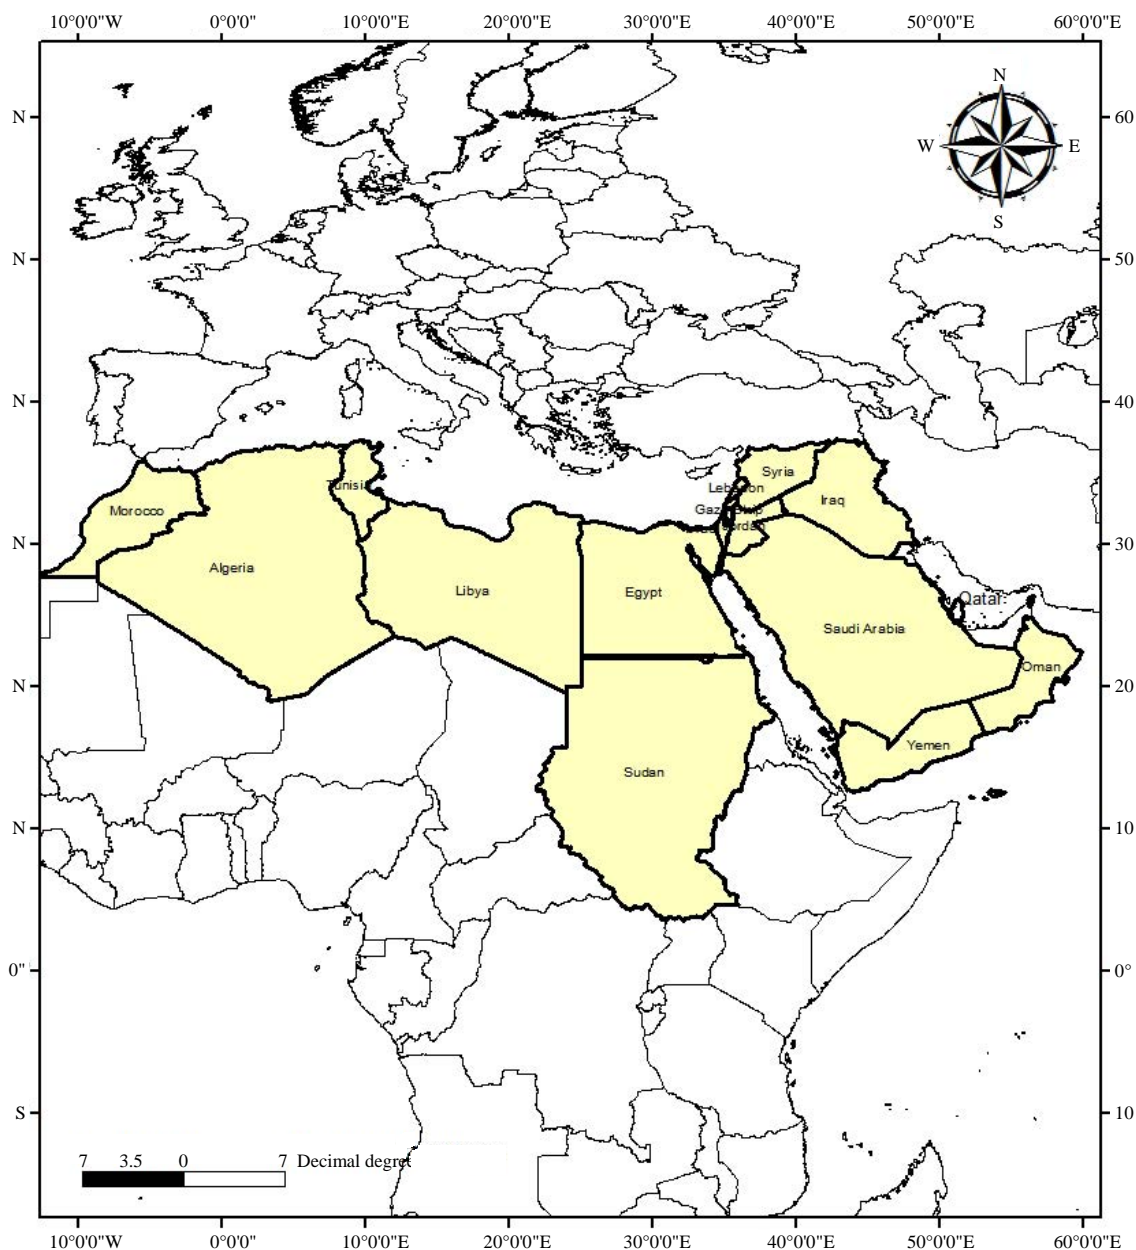 10°0'0"W 0°0'0" 10°0'0"E 20°0'0"E 30°0'0"E 40°0'0"E 50°0'0"E 60°0'0"E
N
N 60
W E
S
N 50
N 40
Syria
Lebanon
Tunisi
Iraq
Morocco
Jordan
N 30
Algeria
Libya
Egypt
Qatar
Saudi Arabia
Oman
N 20
Yemen
Sudan
N 10
0" 0°
S 10
7 3.5 0 7 Decimal degret
10°0'0"W 0°0'0" 10°0'0"E 20°0'0"E 30°0'0"E 40°0'0"E 50°0'0"E 60°0'0"E